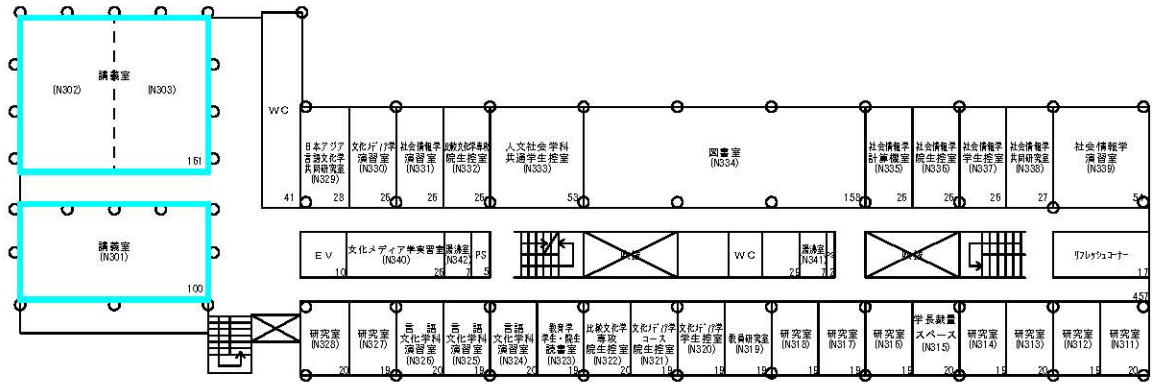 講義室
(N302)
(N303)
151
講義室
(N301)
100
WC
41
日本アジア
言語文化学
共同研究室
(N329)
28
文化メディア学
演習室
(N330)
26
社会情報学
演習室
(N331)
26
比較文化学専攻
院生控室
(N332)
26
人文社会学科
共通学生控室
(N333)
53
図書室
(N334)
158
社会情報学
計算機室
(N335)
26
社会情報学
院生控室
(N336)
26
社会情報学
学生控室
(N337)
26
社会情報学
共同研究室
(N338)
27
社会情報学
演習室
(N339)
54
EV
10
文化メディア学実習室
(N340)
26
湯沸室
(N342)
7
PS
5
WC
29
湯沸室
(N341)
7
PS
2
リフレッシュコーナー
17
457
研究室
(N328)
20
研究室
(N327)
19
言語
文化学科
演習室
(N326)
20
言語
文化学科
演習室
(N325)
19
言語
文化学科
演習室
(N324)
20
教育学
学生・院生
読書室
(N323)
19
比較文化学
専攻
院生控室
(N322)
20
文化メディア学
コース
院生控室
(N321)
19
文化メディア学
学生控室
(N320)
19
教員研究室
(N319)
19
研究室
(N318)
19
研究室
(N317)
19
研究室
(N316)
19
学長裁量
スペース
(N315)
19
研究室
(N314)
19
研究室
(N313)
19
研究室
(N312)
19
研究室
(N311)
20